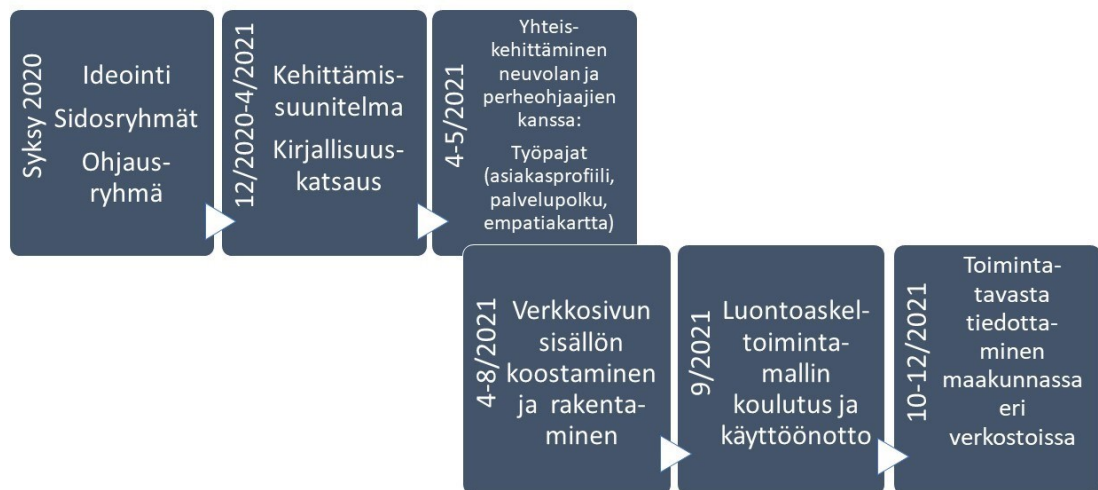 Syksy 2020
Ideointi
Sidosryhmät
Ohjaus-
ryhmä
12/2020-4/2021
Kehittämis-
suunitelma
Kirjallisuus-
katsaus
4-5/2021
Yhteis-
kehittäminen
neuvolan ja
perheohjaajien
kanssa:
Työpajat
(asiakasprofiili,
palvelupolku,
empatiakartta)
4-8/2021
Verkkosivun
sisällön
koostaminen
ja rakenta-
minen
9/2021
Luontoaskel-
toiminta-
mallin
koulutus ja
käyttöönotto
10-12/2021
Toiminta-
tavasta
tiedotta-
minen
maakunnassa
eri
verkostoissa